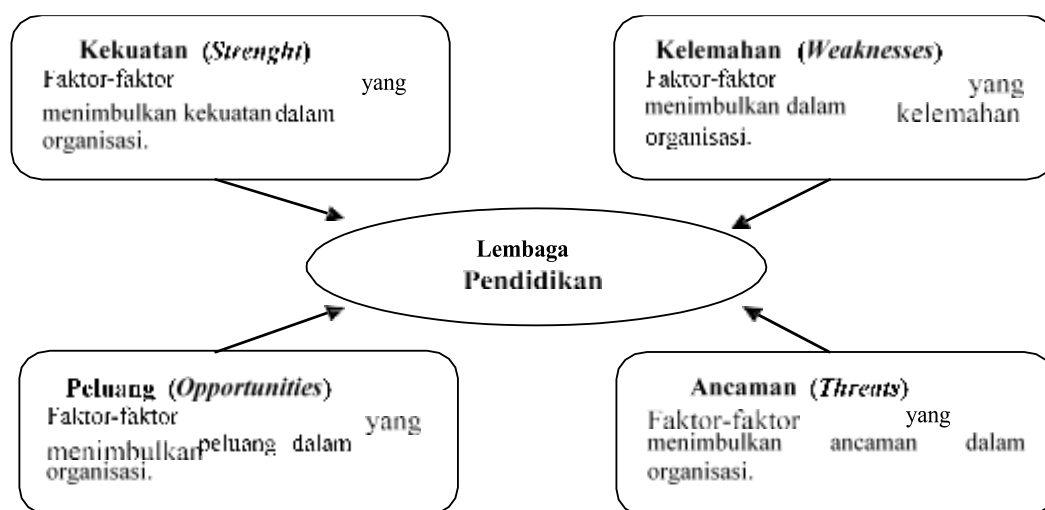 Kekuatan (Strenght)
Faktor-faktor yang
menimbulkan kekuatan dalam
organisasi.
Kelemahan (Weaknesses)
Faktor-faktor yang
menimbulkan dalam kelemahan
organisasi.
Lembaga
Pendidikan
Peluang (Opportunities)
Faktor-faktor yang
menimbulkan peluang dalam
organisasi.
Ancaman (Threats)
Faktor-faktor yang
menimbulkan ancaman dalam
organisasi.